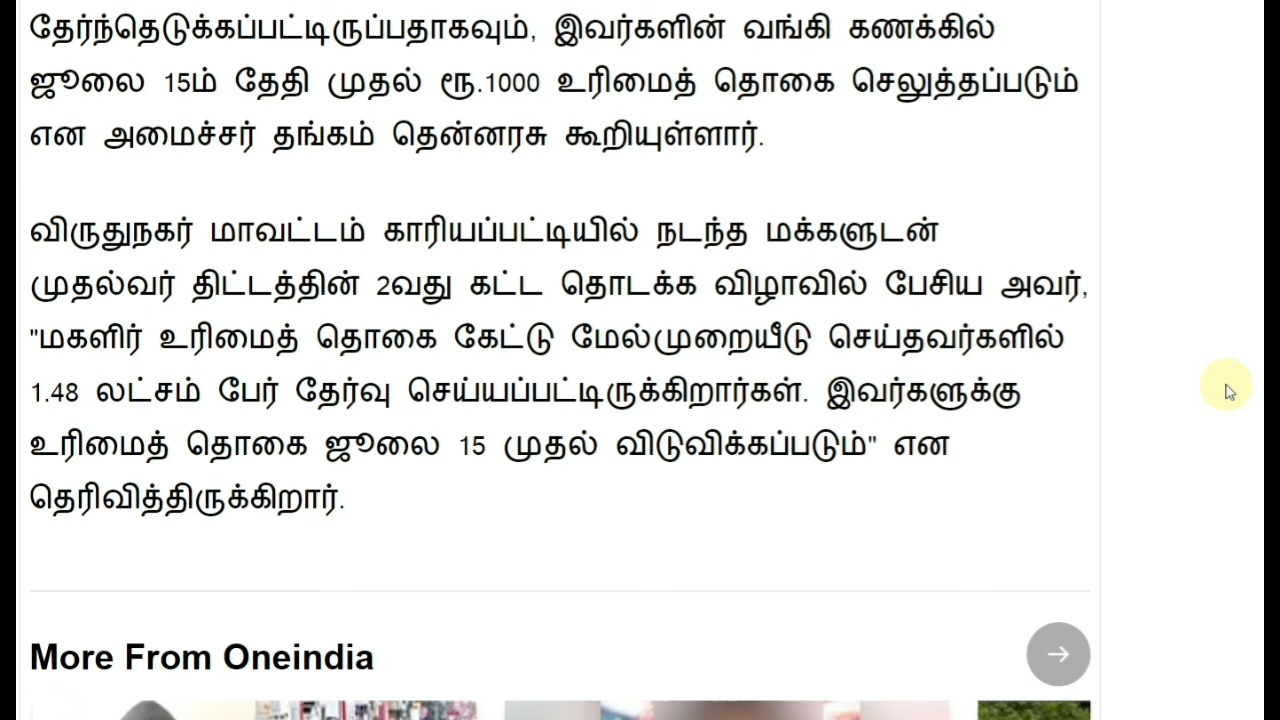 தேர்ந்தெடுக்கப்பட்டிருப்பதாகவும், இவர்களின் வங்கி கணக்கில்
ஜூலை 15ம் தேதி முதல் ரூ.1000 உரிமைத் தொகை செலுத்தப்படும்
என அமைச்சர் தங்கம் தென்னரசு கூறியுள்ளார்.
விருதுநகர் மாவட்டம் காரியப்பட்டியில் நடந்த மக்களுடன்
முதல்வர் திட்டத்தின் 2வது கட்ட தொடக்க விழாவில் பேசிய அவர்,
"மகளிர் உரிமைத் தொகை கேட்டு மேல்முறையீடு செய்தவர்களில்
1.48 லட்சம் பேர் தேர்வு செய்யப்பட்டிருக்கிறார்கள். இவர்களுக்கு
உரிமைத் தொகை ஜூலை 15 முதல் விடுவிக்கப்படும்" என
தெரிவித்திருக்கிறார்.
More From Oneindia